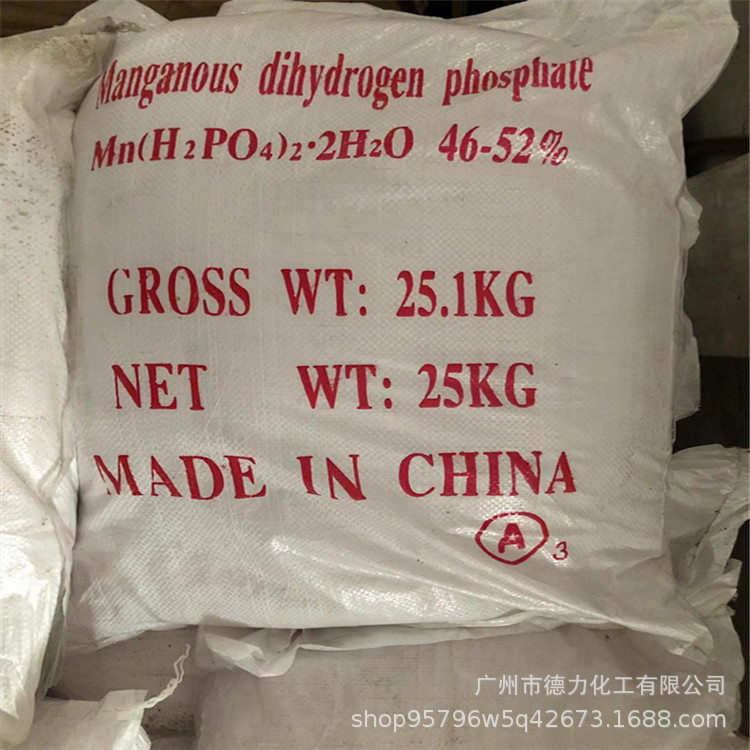 Manganous dihydrogen phosphate
Mn(H2PO4)2·2H2O 46-52%
GROSS WT: 25.1KG
NET WT: 25KG
MADE IN CHINA
A 3
广州市德力化工有限公司
shop95796w5q42673.1688.com